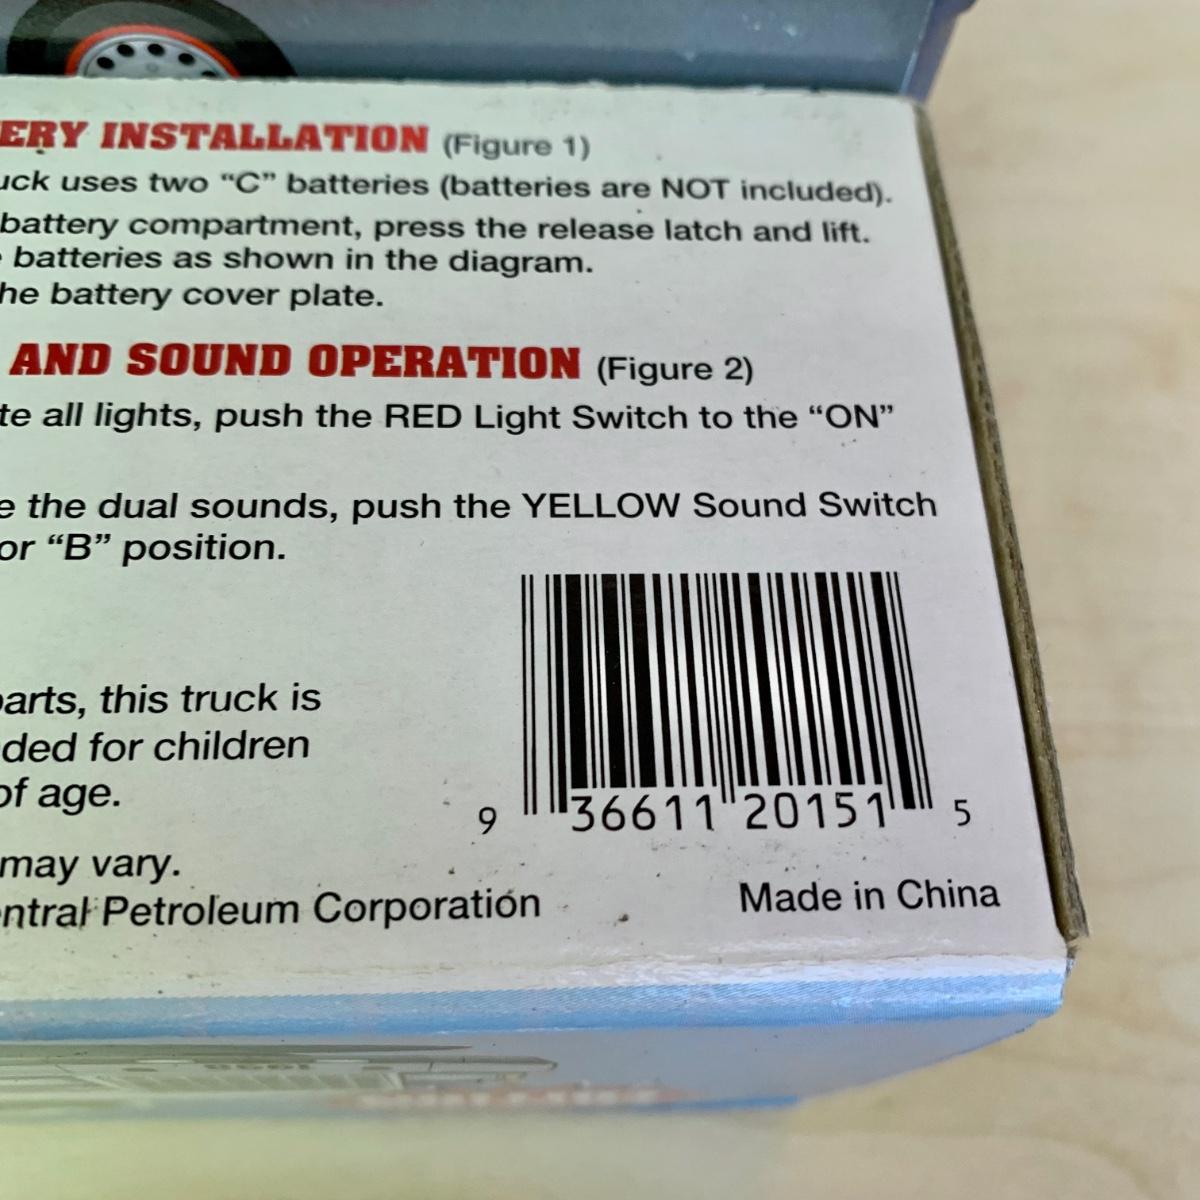 ERY INSTALLATION (Figure 1)
uck uses two “C” batteries (batteries are NOT included).
battery compartment, press the release latch and lift.
e batteries as shown in the diagram.
he battery cover plate.
AND SOUND OPERATION (Figure 2)
te all lights, push the RED Light Switch to the “ON”
e the dual sounds, push the YELLOW Sound Switch
or “B” position.
parts, this truck is
ded for children
of age.
9 36611 20151 5
may vary.
entral Petroleum Corporation
Made in China